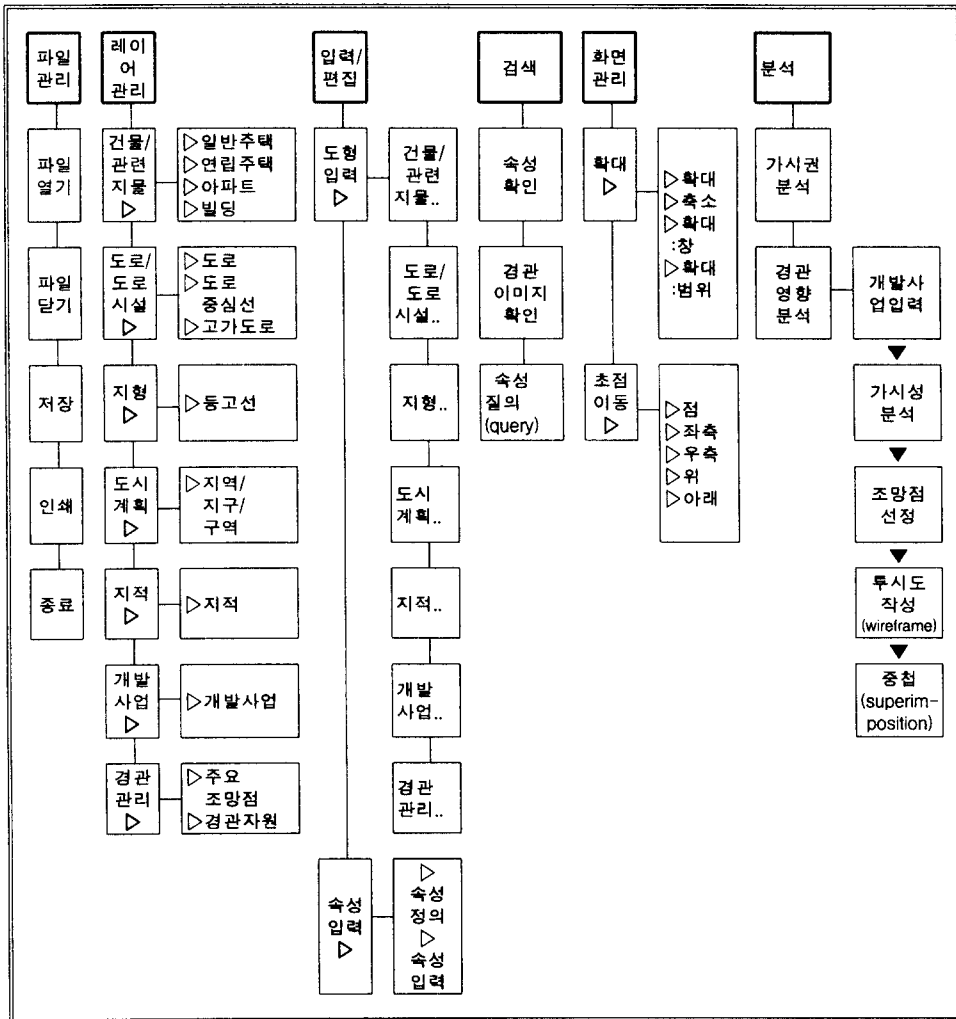 파일
관리
레이
어
관리
입력/
편집
검색
화면
관리
분석
파일
열기
파일
닫기
저장
인쇄
종료
건물/
관련
지물
▷
▷일반주택
▷연립주택
▷아파트
▷빌딩
도로/
도로
시설
▷
▷도로
▷도로
중심선
▷고가도로
지형
▷
▷등고선
도시
계획
▷
▷지역/
지구/
구역
지적
▷
▷지적
개발
사업
▷
▷개발사업
경관
관리
▷
▷주요
조망점
▷경관자원
도형
입력
▷
건물/
관련
지물..
도로/
도로
시설..
지형..
도시
계획..
지적..
개발
사업..
경관
관리..
속성
입력
▷
▷
속성
정의
▷
속성
입력
속성
확인
경관
이미지
확인
속성
질의
(query)
확대
▷
▷확대
▷축소
▷확대
:창
▷확대
:범위
초점
이동
▷
▷점
▷좌측
▷우측
▷위
▷아래
가시권
분석
경관
영향
분석
개발사
업입력
▼
가시성
분석
▼
조망점
선정
▼
투시도
작성
(wireframe)
▼
중첩
(superim-
position)